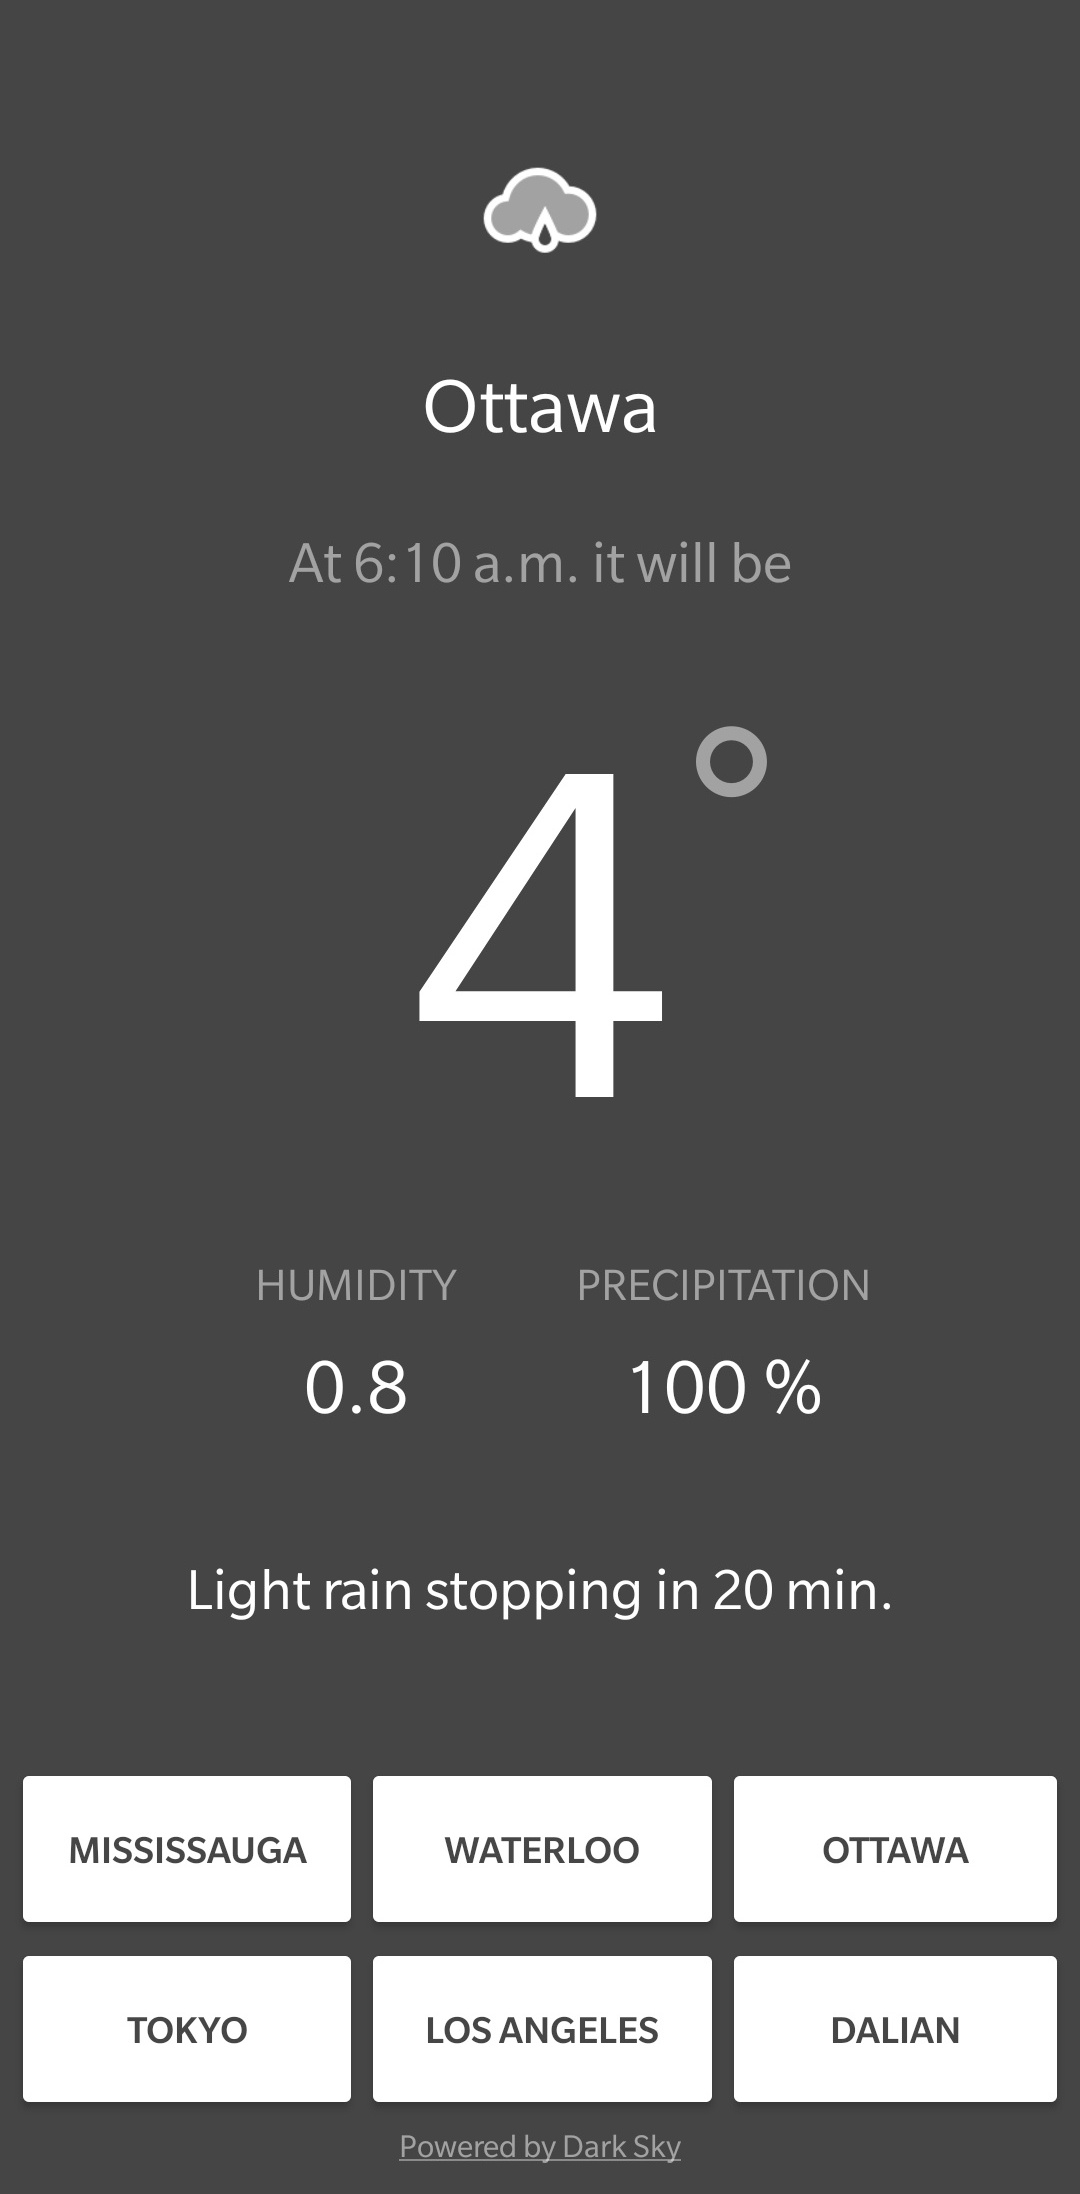 Ottawa
At 6:10 a.m. it will be
4°
HUMIDITY PRECIPITATION
0.8 100 %
Light rain stopping in 20 min.
MISSISSAUGA WATERLOO OTTAWA
TOKYO LOS ANGELES DALIAN
Powered by Dark Sky